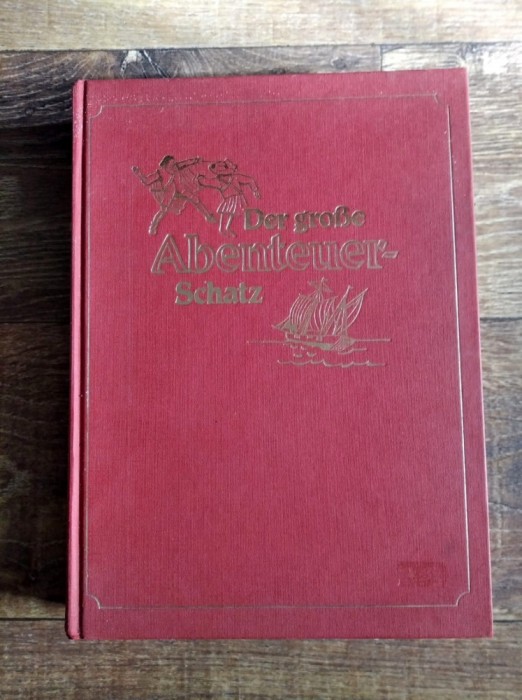 Der große
Abenteuer-
Schatz